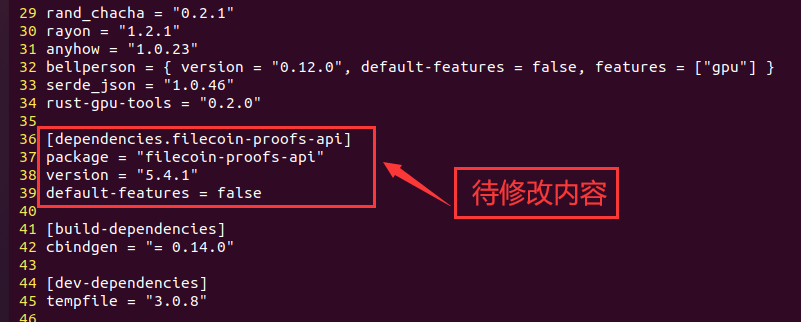 29 rand_chacha = "0.2.1"
30 rayon = "1.2.1"
31 anyhow = "1.0.23"
32 bellperson = { version = "0.12.0", default-features = false, features = ["gpu"] }
33 serde_json = "1.0.46"
34 rust-gpu-tools = "0.2.0"
35
36 [dependencies.filecoin-proofs-api]
37 package = "filecoin-proofs-api"
38 version = "5.4.1"
39 default-features = false
待修改内容
40
41 [build-dependencies]
42 cbindgen = "= 0.14.0"
43
44 [dev-dependencies]
45 tempfile = "3.0.8"
46